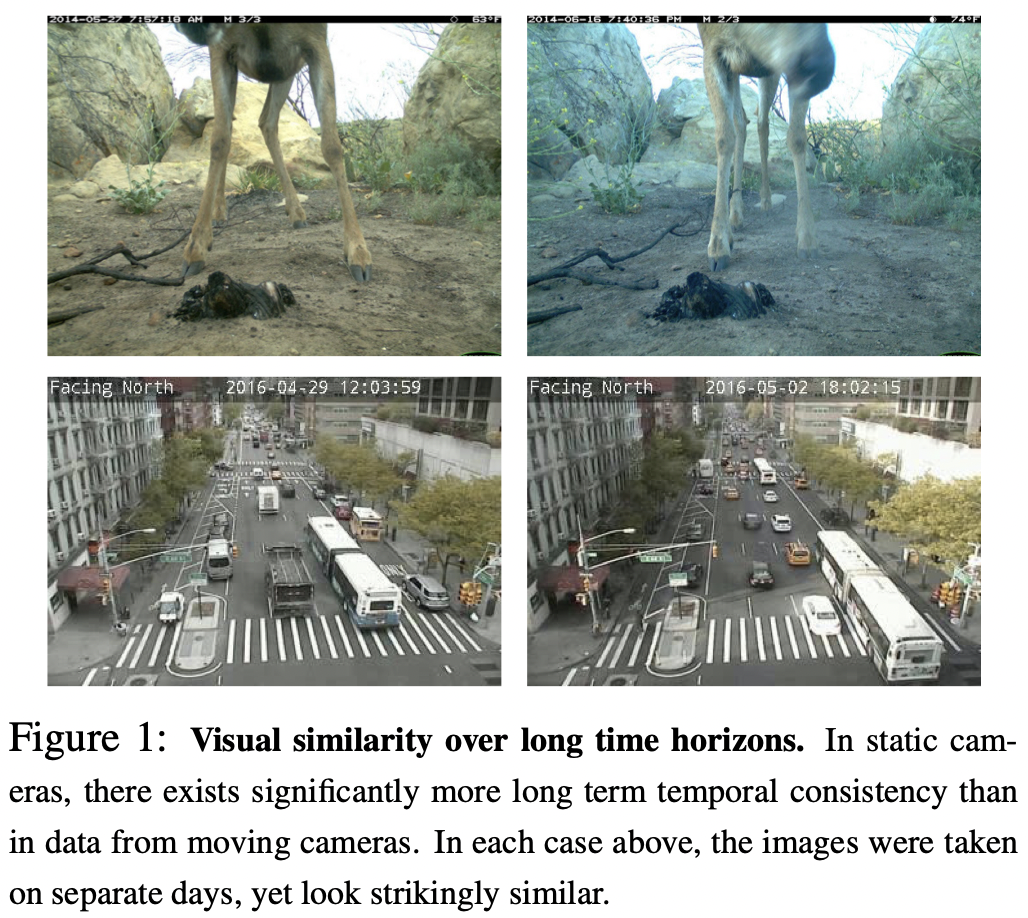 2014-05-27 7:57:18 AM M 3/3 63°F
2014-06-16 7:40:36 PM M 2/3 74°F
Facing North 2016-04-29 12:03:59
Facing North 2016-05-02 18:02:15
ONLY
Figure 1: Visual similarity over long time horizons. In static cam-
eras, there exists significantly more long term temporal consistency than
in data from moving cameras. In each case above, the images were taken
on separate days, yet look strikingly similar.